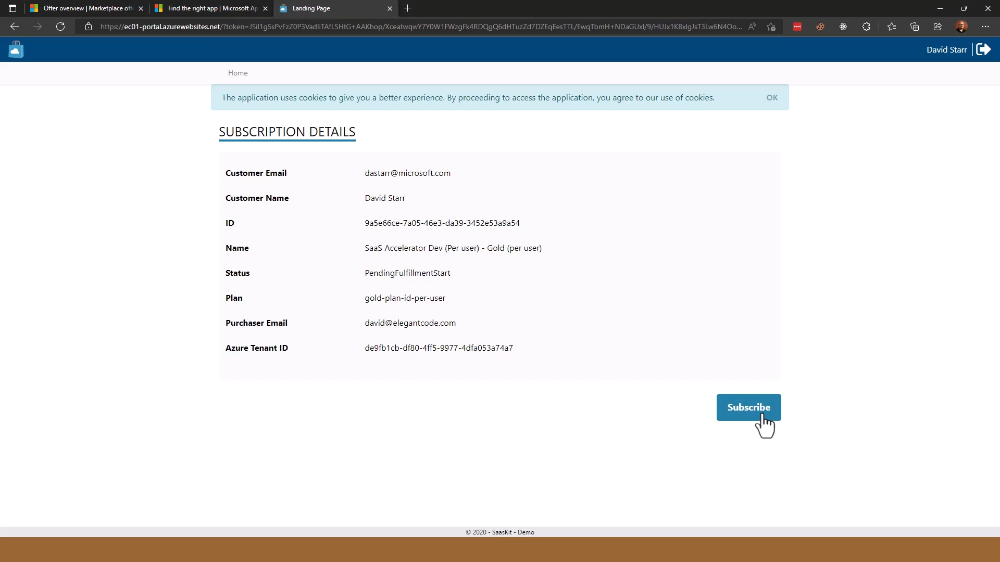 Offer overview | Marketplace off
Find the right app | Microsoft Ap
Landing Page
https://ec01-portal.azurewebsites.net/?token=JSiI1g5sPvFzZ0P3VadIiTAfLSHtG+AAKhop/XceatwqwY7Y0W1FWzgFk4RDQgQ6dHTuzZd7DZEqEesTTL/EwqTbmH+NDaGUxI/9/HUJx1KBxIgJsT3Lw6N4Oo...
David Starr
Home
The application uses cookies to give you a better experience. By proceeding to access the application, you agree to our use of cookies.
OK
SUBSCRIPTION DETAILS
Customer Email dastarr@microsoft.com
Customer Name David Starr
ID 9a5e66ce-7a05-46e3-da39-3452e53a9a54
Name SaaS Accelerator Dev (Per user) - Gold (per user)
Status PendingFulfillmentStart
Plan gold-plan-id-per-user
Purchaser Email david@elegantcode.com
Azure Tenant ID de9fb1cb-df80-4ff5-9977-4dfa053a74a7
Subscribe
© 2020 - SaasKit - Demo